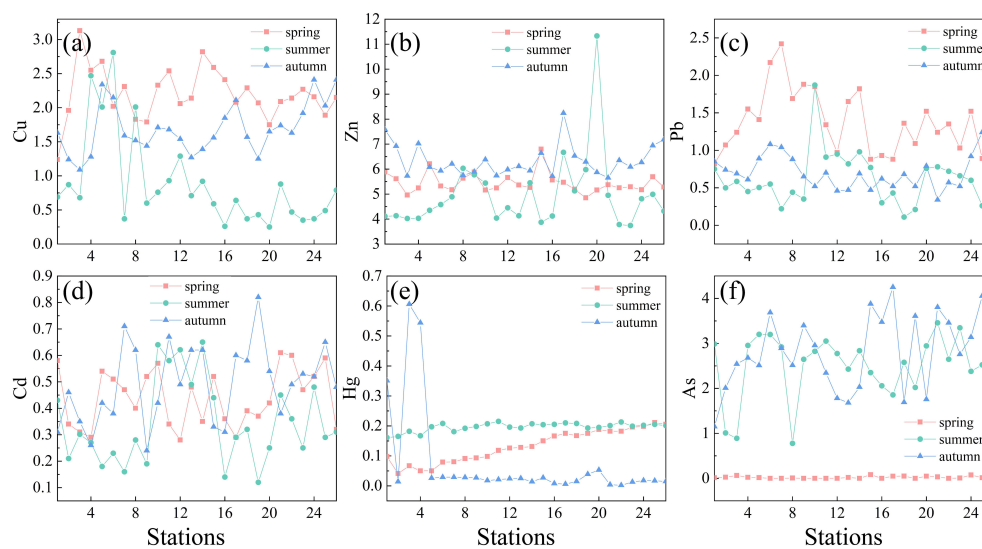 (a)
spring
summer
autumn
Cu
3.0
2.5
2.0
1.5
1.0
0.5
0.0
4 8 12 16 20 24
(b)
spring
summer
autumn
Zn
12
11
10
9
8
7
6
5
4
3
4 8 12 16 20 24
(c)
spring
summer
autumn
Pb
2.5
2.0
1.5
1.0
0.5
0.0
4 8 12 16 20 24
(d)
spring
summer
autumn
Cd
0.9
0.8
0.7
0.6
0.5
0.4
0.3
0.2
0.1
4 8 12 16 20 24
Stations
(e)
spring
summer
autumn
Hg
0.7
0.6
0.5
0.4
0.3
0.2
0.1
0.0
4 8 12 16 20 24
Stations
(f)
spring
summer
autumn
As
4
3
2
1
0
4 8 12 16 20 24
Stations